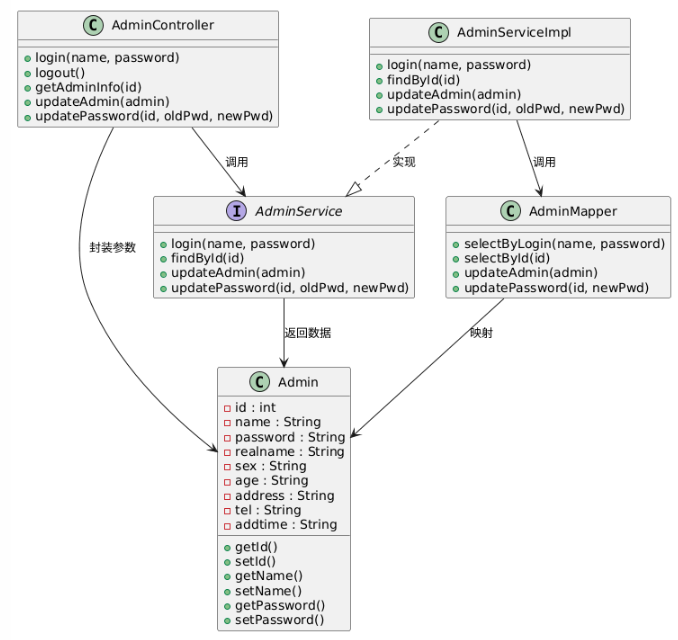 C AdminController
login(name, password)
logout()
getAdminInfo(id)
updateAdmin(admin)
updatePassword(id, oldPwd, newPwd)
C AdminServiceImpl
login(name, password)
findById(id)
updateAdmin(admin)
updatePassword(id, oldPwd, newPwd)
调用
实现
调用
封装参数
I AdminService
login(name, password)
findById(id)
updateAdmin(admin)
updatePassword(id, oldPwd, newPwd)
C AdminMapper
selectByLogin(name, password)
selectById(id)
updateAdmin(admin)
updatePassword(id, newPwd)
返回数据
映射
C Admin
id : int
name : String
password : String
realname : String
sex : String
age : String
address : String
tel : String
addtime : String
getId()
setId()
getName()
setName()
getPassword()
setPassword()